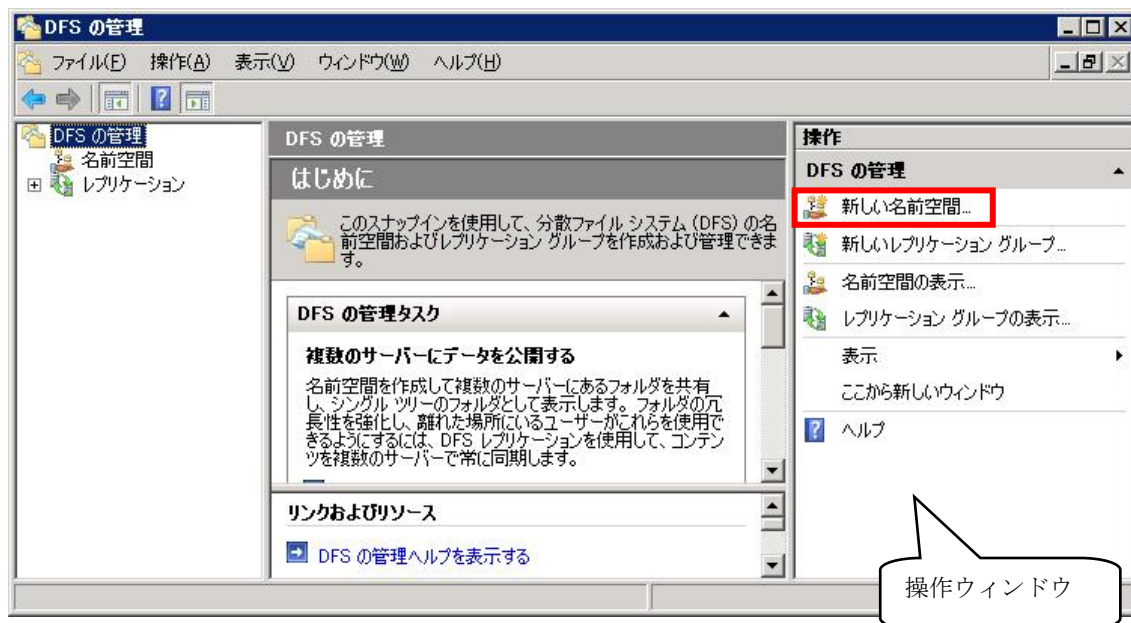 DFS の管理
ファイル(F) 操作(A) 表示(V) ウィンドウ(W) ヘルプ(H)
DFS の管理
名前空間
レプリケーション
DFS の管理
はじめに
このスナップインを使用して、分散ファイル システム (DFS) の名
前空間およびレプリケーション グループを作成および管理できま
す。
DFS の管理タスク
複数のサーバーにデータを公開する
名前空間を作成して複数のサーバーにあるフォルダを共有
し、シングル ツリーのフォルダとして表示します。フォルダの冗
長性を強化し、離れた場所にいるユーザーがこれらを使用で
きるようにするには、DFS レプリケーションを使用して、コンテン
ツを複数のサーバーで常に同期します。
リンクおよびリソース
DFS の管理ヘルプを表示する
操作
DFS の管理
新しい名前空間...
新しいレプリケーション グループ...
名前空間の表示...
レプリケーション グループの表示...
表示
ここから新しいウィンドウ
ヘルプ
操作ウィンドウ